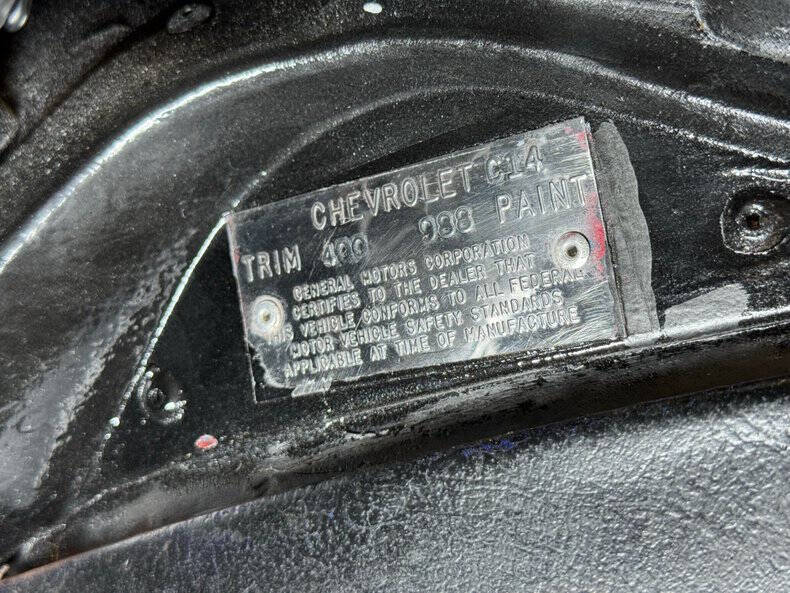 CHEVROLET C14
TRIM 400 988 PAINT
GENERAL MOTORS CORPORATION
CERTIFIES TO THE DEALER THAT
THIS VEHICLE CONFORMS TO ALL FEDERAL
MOTOR VEHICLE SAFETY STANDARDS
APPLICABLE AT TIME OF MANUFACTURE